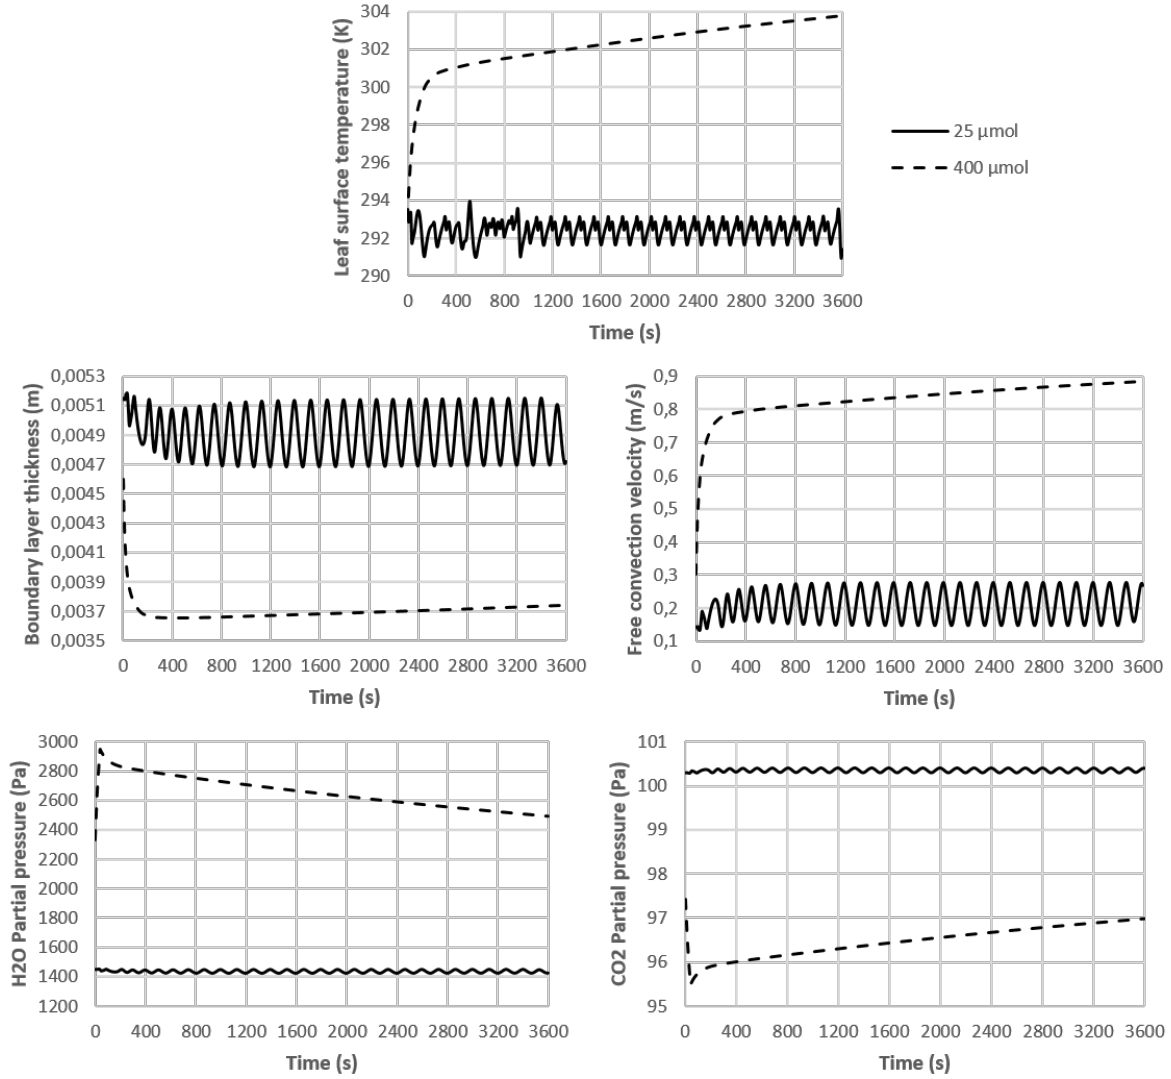 Leaf surface temperature (K)
304
302
300
298
296
294
292
290
0 400 800 1200 1600 2000 2400 2800 3200 3600
Time (s)
25 µmol
400 µmol
Boundary layer thickness (m)
0,0053
0,0051
0,0049
0,0047
0,0045
0,0043
0,0041
0,0039
0,0037
0,0035
0 400 800 1200 1600 2000 2400 2800 3200 3600
Time (s)
Free convection velocity (m/s)
0,9
0,8
0,7
0,6
0,5
0,4
0,3
0,2
0,1
0 400 800 1200 1600 2000 2400 2800 3200 3600
Time (s)
H2O Partial pressure (Pa)
3000
2800
2600
2400
2200
2000
1800
1600
1400
1200
0 400 800 1200 1600 2000 2400 2800 3200 3600
Time (s)
CO2 Partial pressure (Pa)
101
100
99
98
97
96
95
0 400 800 1200 1600 2000 2400 2800 3200 3600
Time (s)